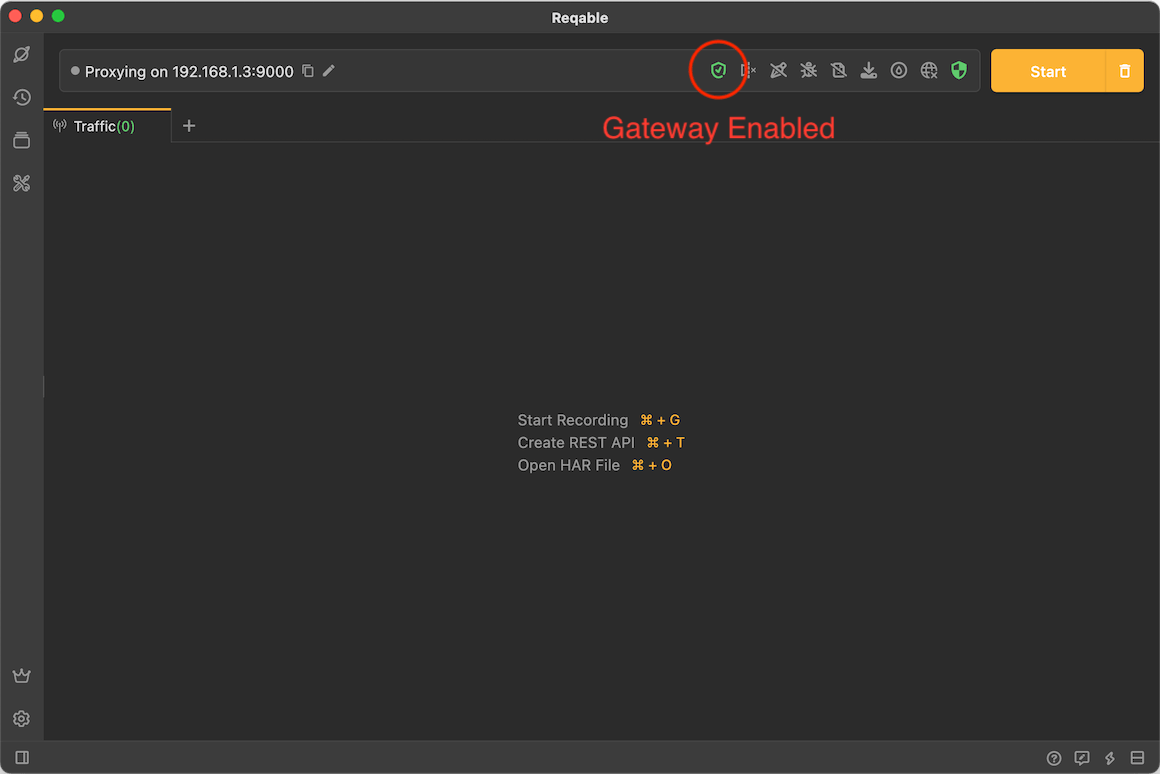 Reqable
Proxying on 192.168.1.3:9000
Start
Traffic(0)
Gateway Enabled
Start Recording ⌘ + G
Create REST API ⌘ + T
Open HAR File ⌘ + O